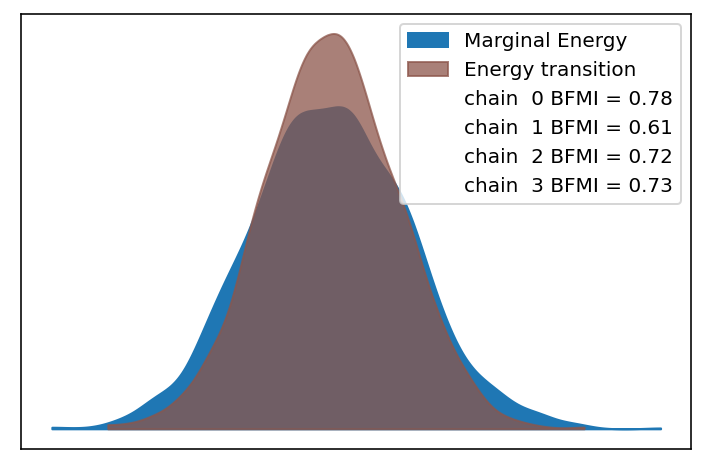 Marginal Energy
Energy transition
chain  0 BFMI = 0.78
chain  1 BFMI = 0.61
chain  2 BFMI = 0.72
chain  3 BFMI = 0.73